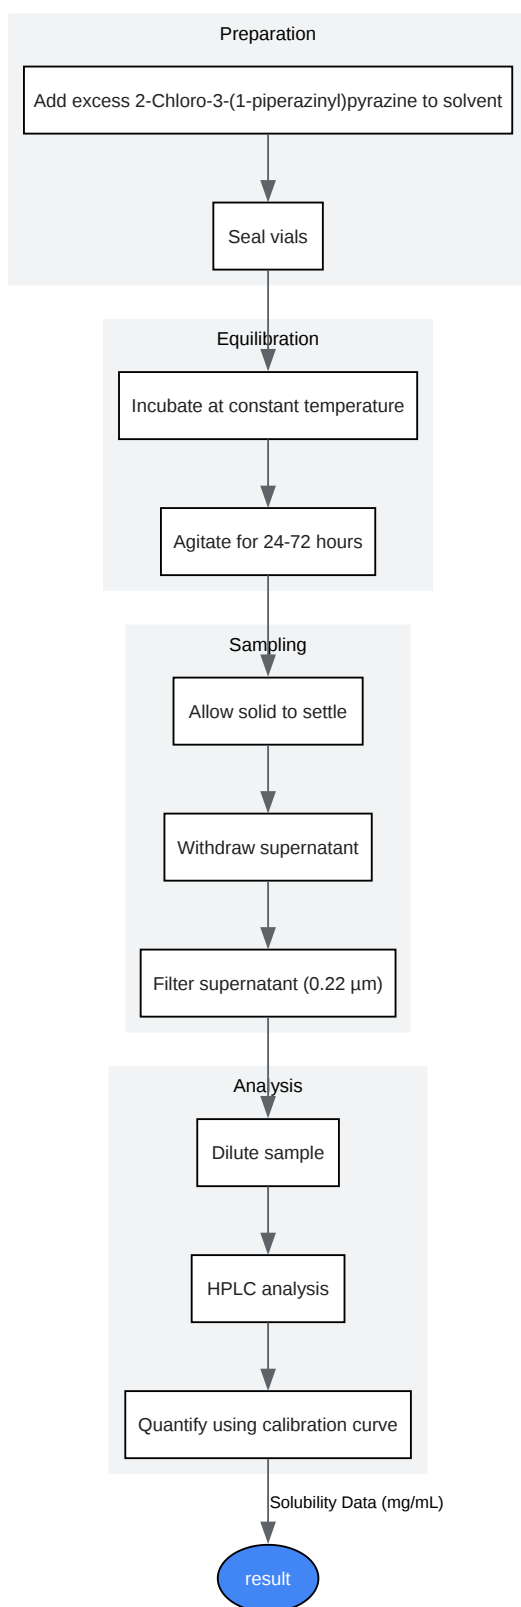 Preparation
Add excess 2-Chloro-3-(1-piperazinyl)pyrazine to solvent
Seal vials
Equilibration
Incubate at constant temperature
Agitate for 24-72 hours
Sampling
Allow solid to settle
Withdraw supernatant
Filter supernatant (0.22 µm)
Analysis
Dilute sample
HPLC analysis
Quantify using calibration curve
Solubility Data (mg/mL)
result